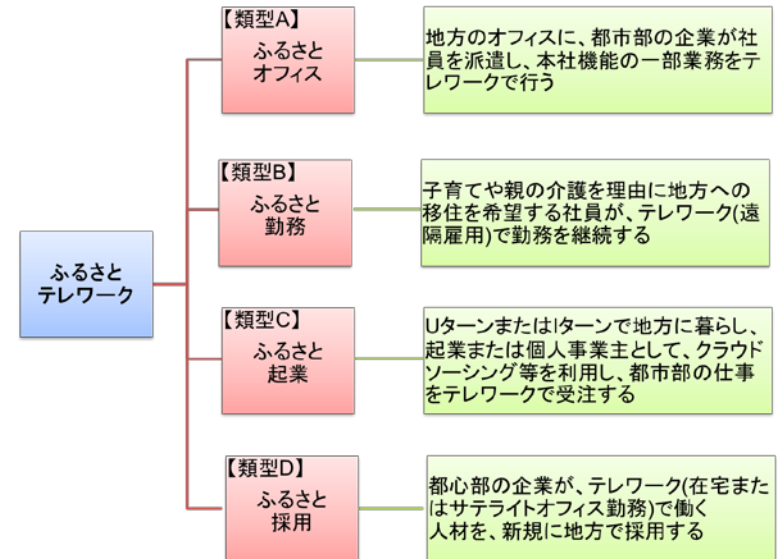 ふるさと
テレワーク
【類型A】
ふるさと
オフィス
地方のオフィスに、都市部の企業が社
員を派遣し、本社機能の一部業務をテ
レワークで行う
【類型B】
ふるさと
勤務
子育てや親の介護を理由に地方への
移住を希望する社員が、テレワーク(遠
隔雇用)で勤務を継続する
【類型C】
ふるさと
起業
UターンまたはIターンで地方に暮らし、
起業または個人事業主として、クラウド
ソーシング等を利用し、都市部の仕事
をテレワークで受注する
【類型D】
ふるさと
採用
都心部の企業が、テレワーク(在宅また
はサテライトオフィス勤務)で働く
人材を、新規に地方で採用する